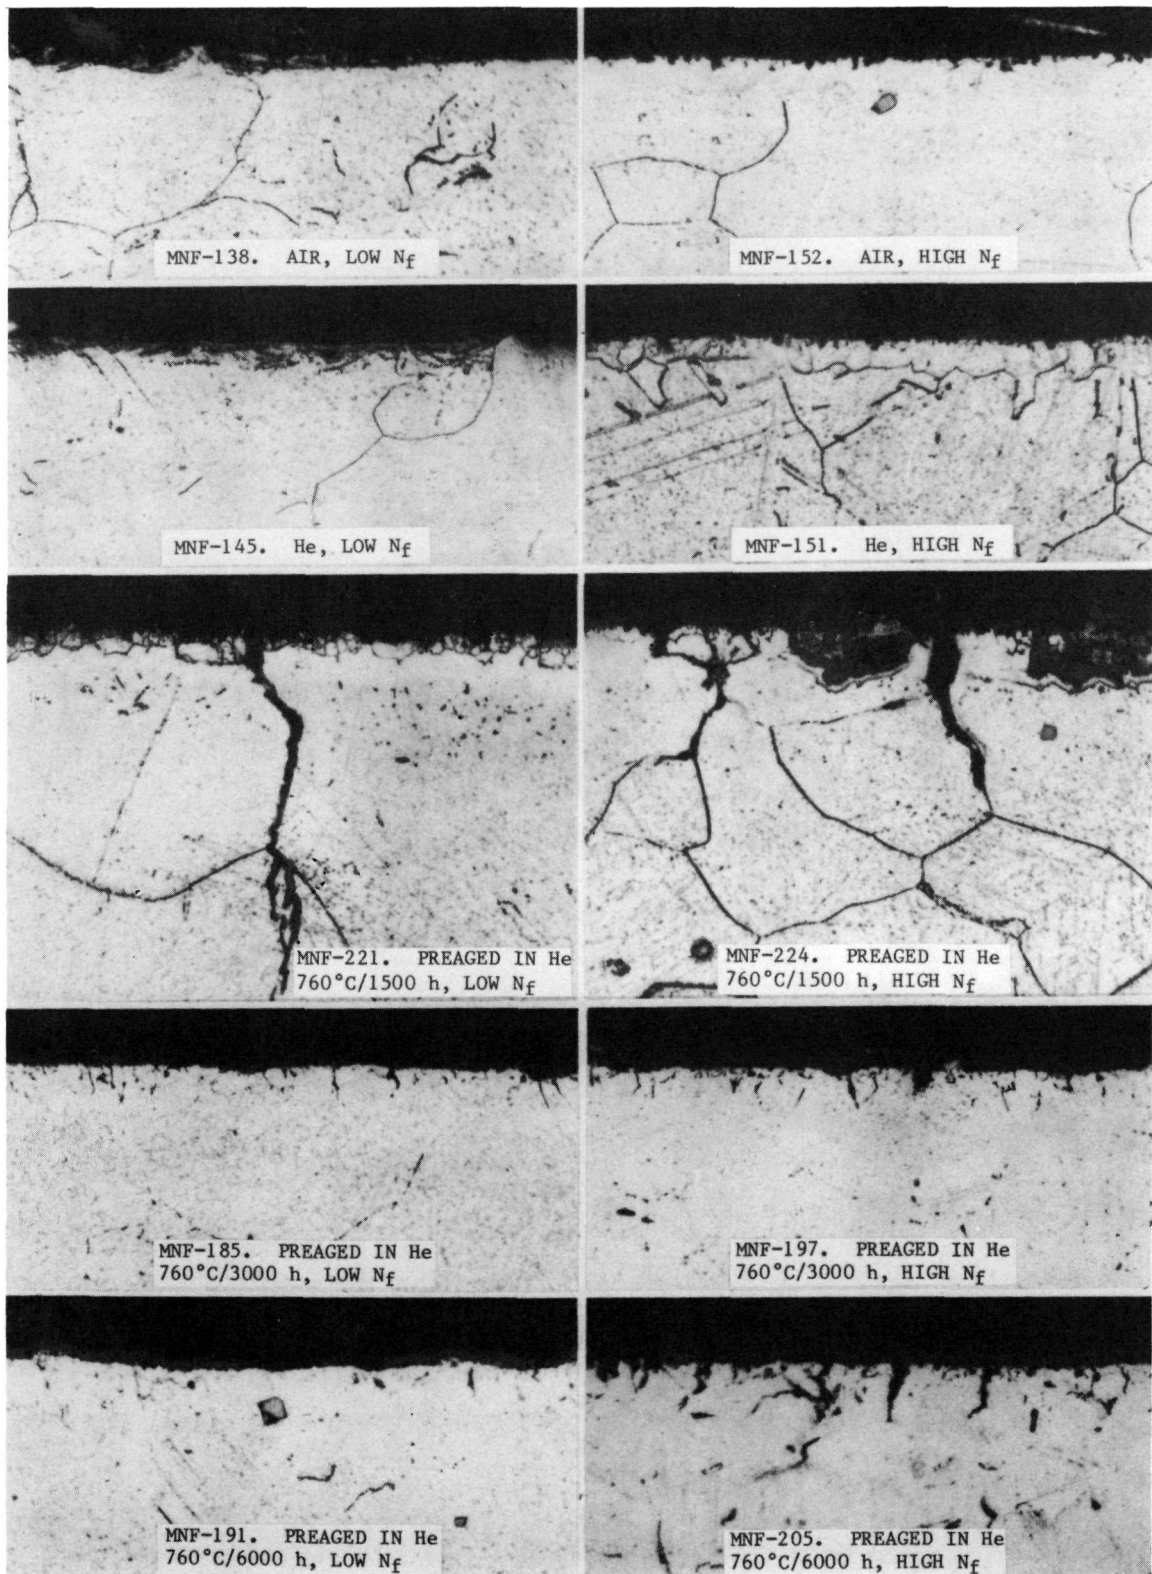 MNF-138. AIR, LOW Nf
MNF-152. AIR, HIGH Nf
MNF-145. He, LOW Nf
MNF-151. He, HIGH Nf
MNF-221. PREAGED IN He
760°C/1500 h, LOW Nf
MNF-224. PREAGED IN He
760°C/1500 h, HIGH Nf
MNF-185. PREAGED IN He
760°C/3000 h, LOW Nf
MNF-197. PREAGED IN He
760°C/3000 h, HIGH Nf
MNF-191. PREAGED IN He
760°C/6000 h, LOW Nf
MNF-205. PREAGED IN He
760°C/6000 h, HIGH Nf